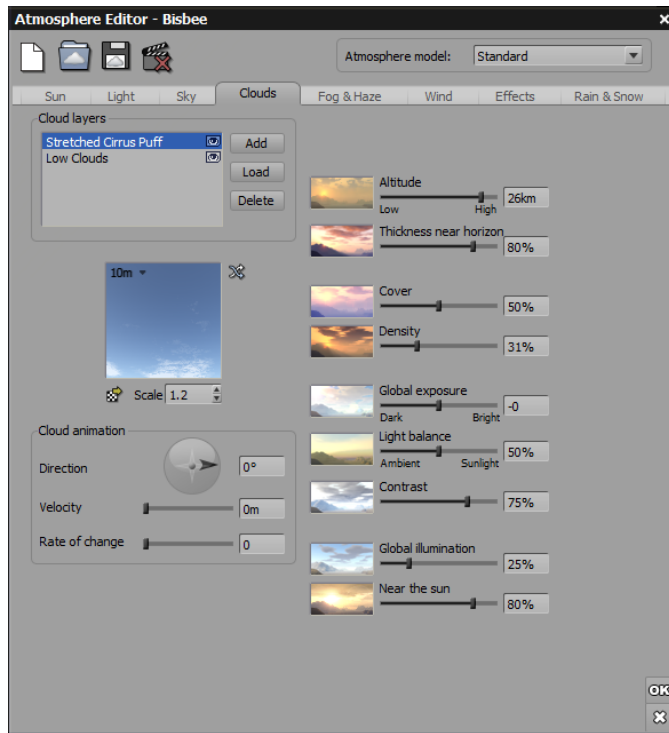 Atmosphere Editor - Bisbee
Atmosphere model: Standard
Sun Light Sky Clouds Fog & Haze Wind Effects Rain & Snow
Cloud layers
Stretched Cirrus Puff
Low Clouds
Add
Load
Delete
10m
Scale 1.2
Cloud animation
Direction 0°
Velocity 0m
Rate of change 0
Altitude
26km
Low High
Thickness near horizon
80%
Cover
50%
Density
31%
Global exposure
-0
Dark Bright
Light balance
50%
Ambient Sunlight
Contrast
75%
Global illumination
25%
Near the sun
80%
OK